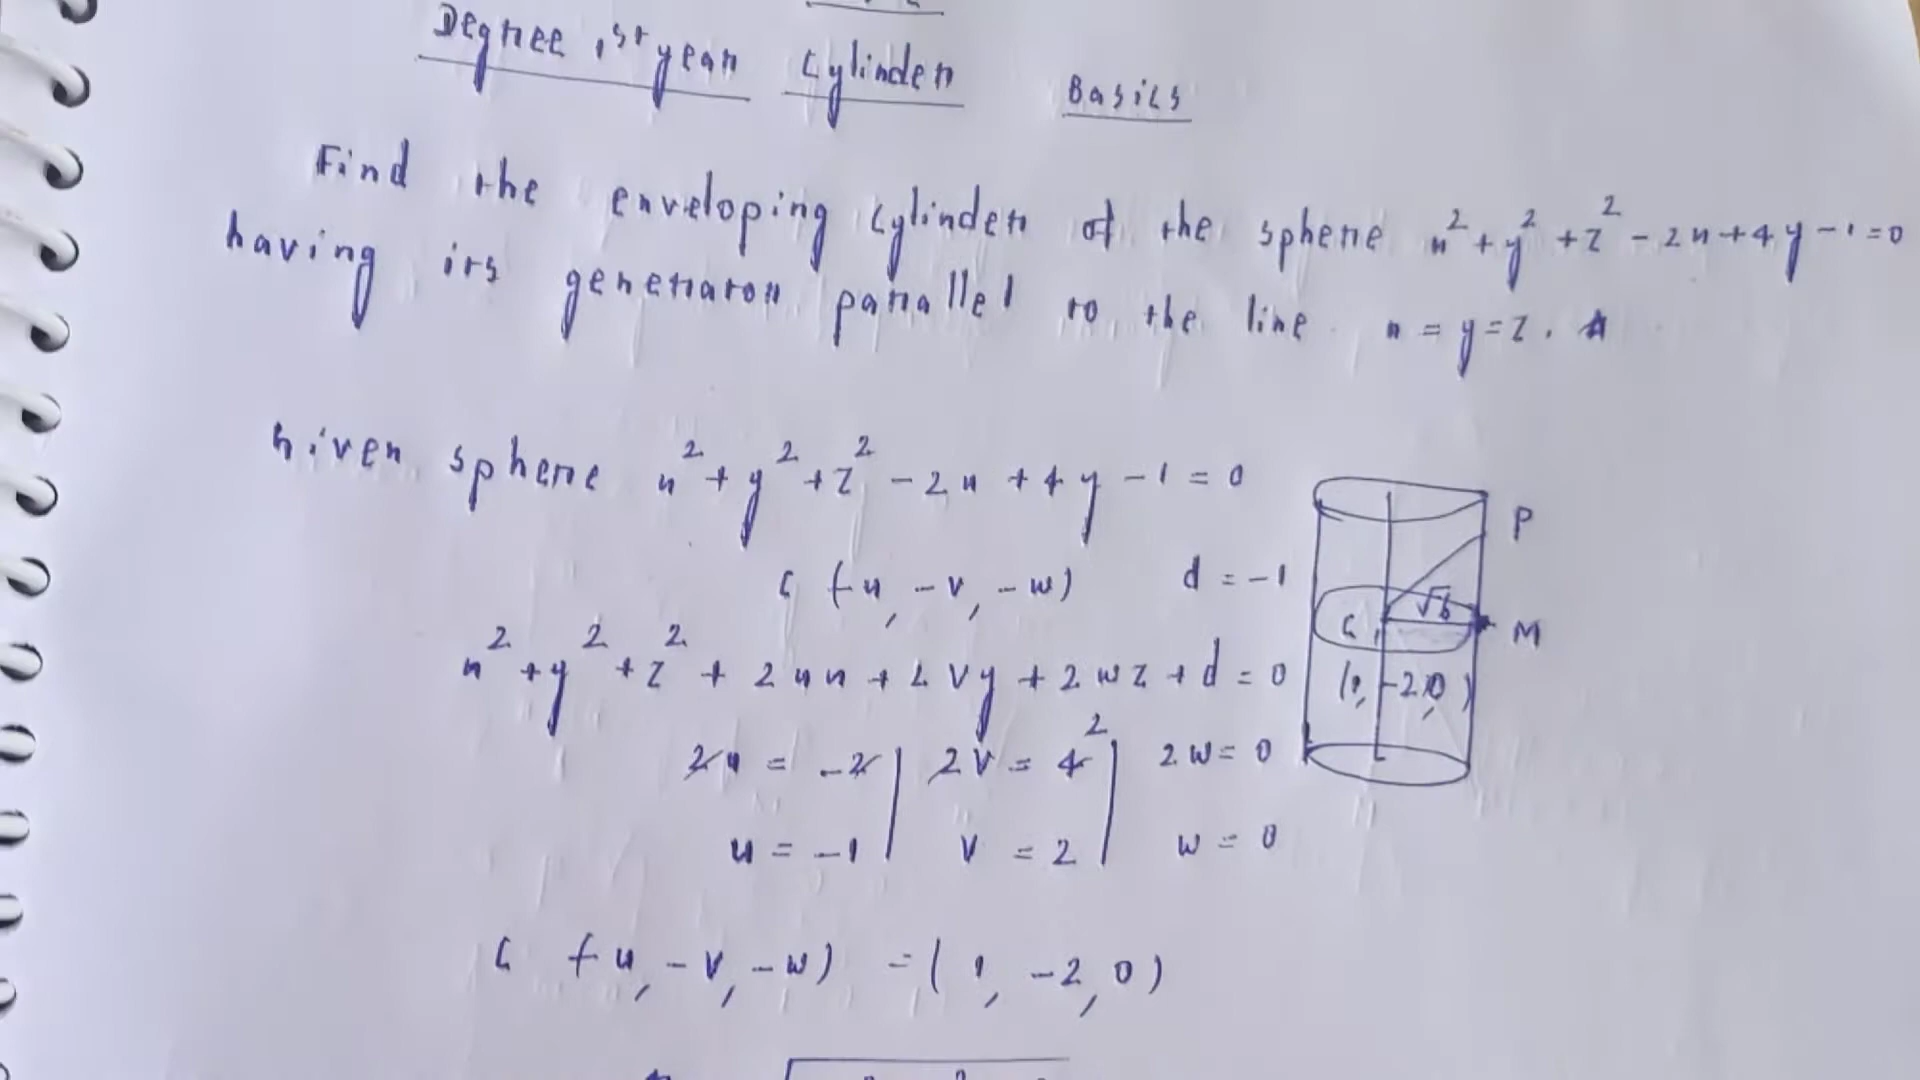 Degree 1st year Cylinder Basics
Find the enveloping cylinder of the sphere x² + y² + z² - 2x + 4y - 1 = 0
having its generator parallel to the line x = y = z.
Given sphere x² + y² + z² - 2x + 4y - 1 = 0
C (-u, -v, -w) d = -1
x² + y² + z² + 2ux + 2vy + 2wz + d = 0
2u = -2 | 2v = 4 2 | 2w = 0
u = -1 | v = 2 | w = 0
C (-u, -v, -w) = (1, -2, 0)
P
√6
C M
(1, -2, 0)